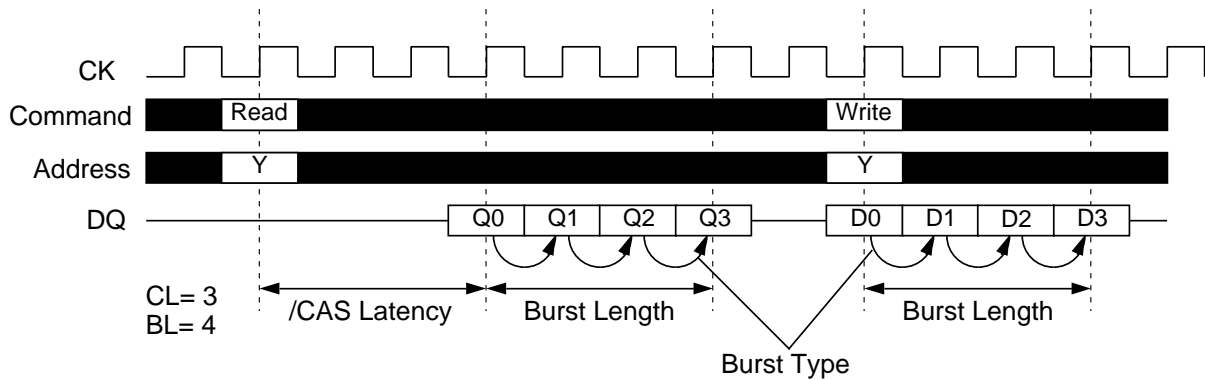 CK
Command Read Write
Address Y Y
DQ Q0 Q1 Q2 Q3 D0 D1 D2 D3
CL= 3
BL= 4
/CAS Latency Burst Length Burst Length
Burst Type